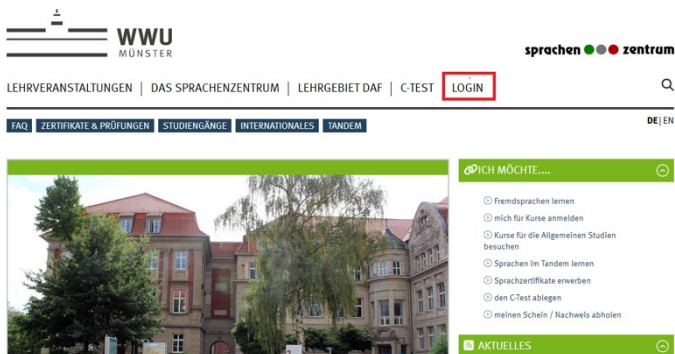 WWU
MÜNSTER
sprachen zentrum
LEHRVERANSTALTUNGEN | DAS SPRACHENZENTRUM | LEHRGEBIET DAF | C-TEST LOGIN
FAQ ZERTIFIKATE & PRÜFUNGEN STUDIENGÄNGE INTERNATIONALES TANDEM
DE| EN
ICH MÖCHTE....
Fremdsprachen lernen
mich für Kurse anmelden
Kurse für die Allgemeinen Studien
besuchen
Sprachen im Tandem lernen
Sprachzertifikate erwerben
den C-Test ablegen
meinen Schein / Nachweis abholen
AKTUELLES